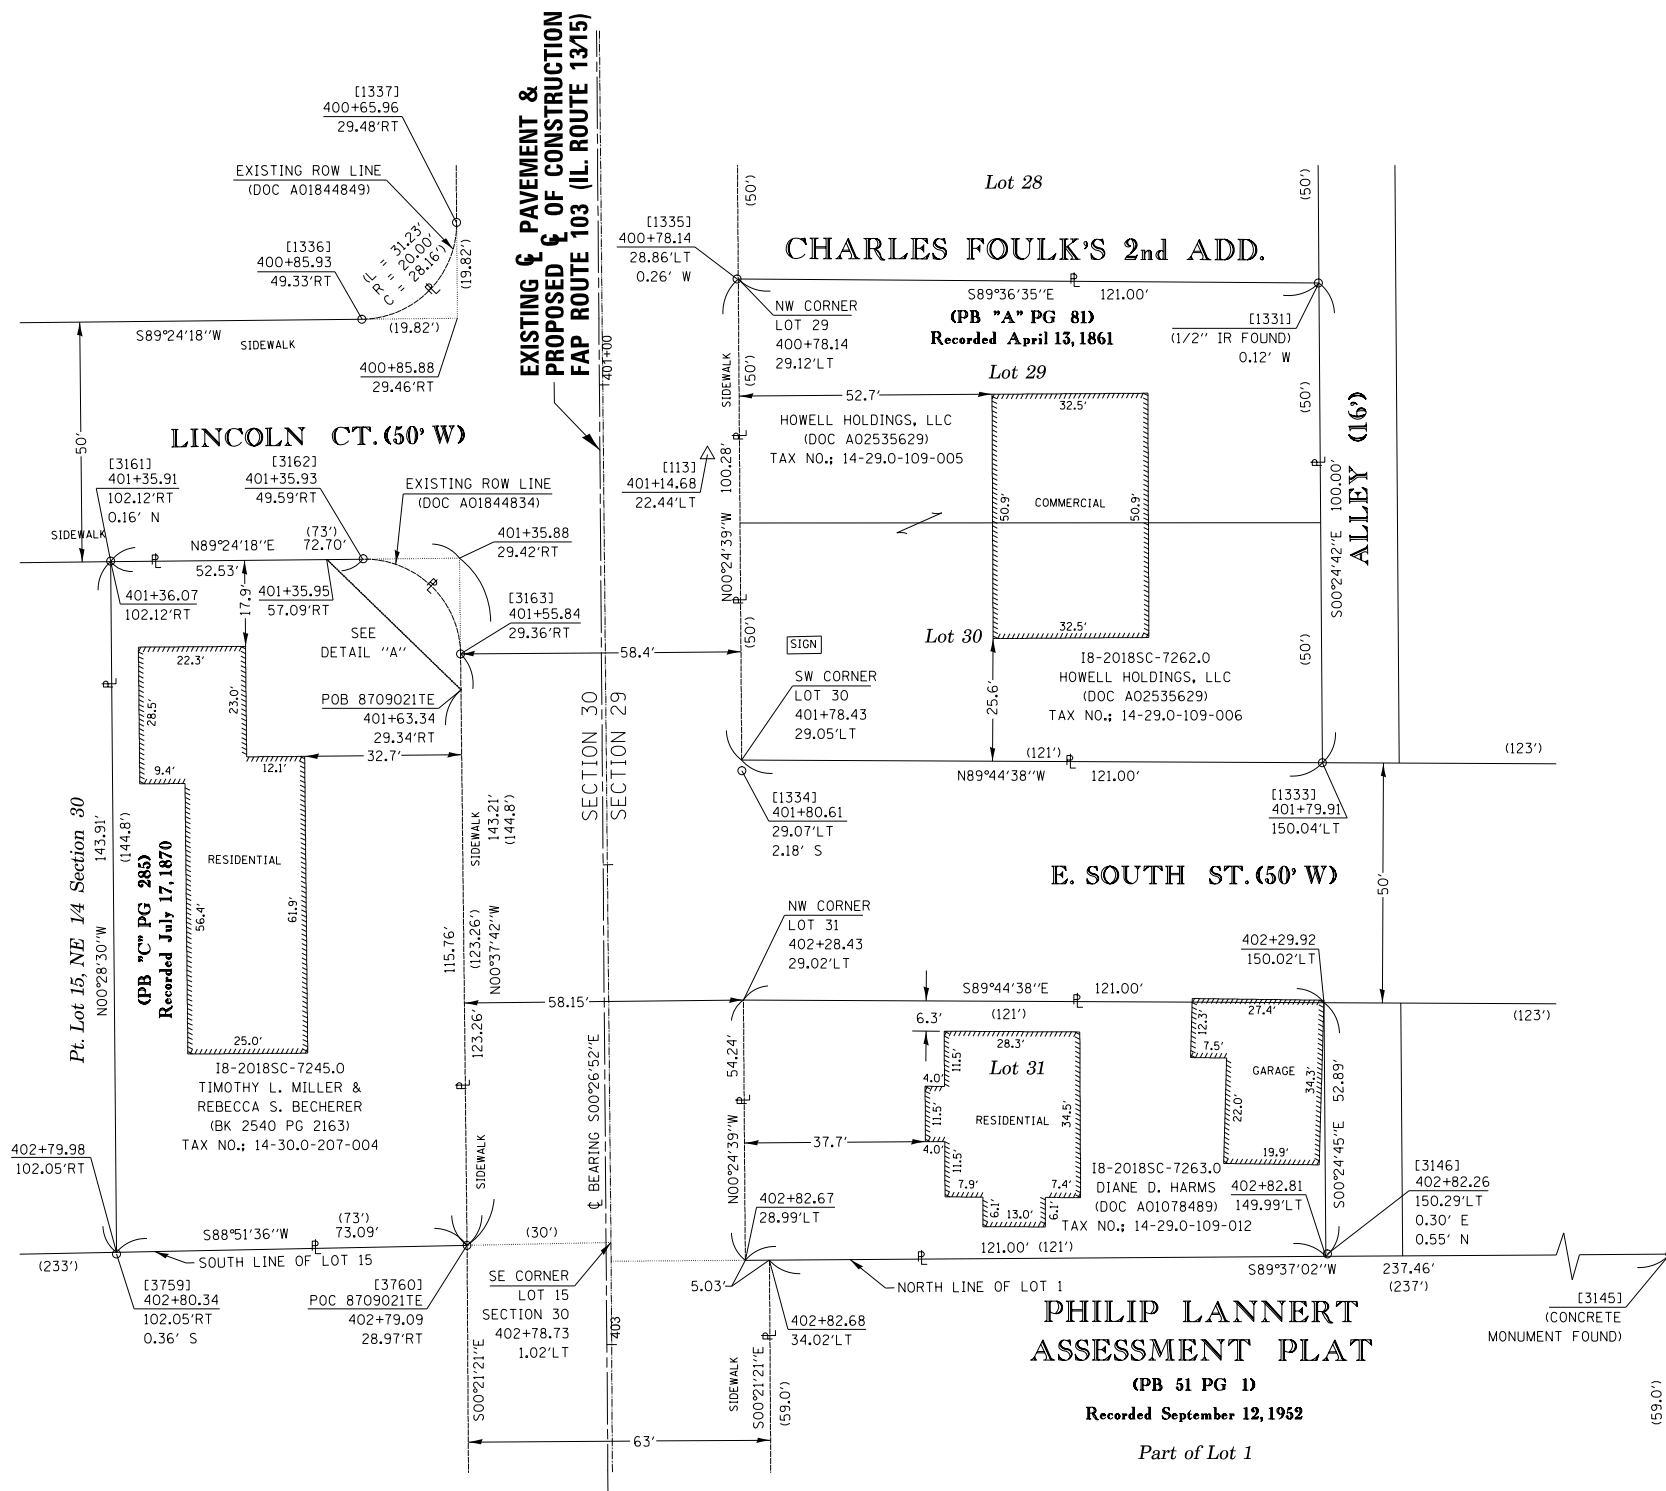 [1337]
400+65.96
29.48'RT
EXISTING ROW LINE
(DOC A01844849)
[1336]
400+85.93
49.33'RT
(L = 31.23'
R = 20.00'
C = 28.16')
℄
(19.82')
(19.82')
400+85.88
29.46'RT
S89°24'18"W
SIDEWALK
EXISTING ℄ PAVEMENT &
PROPOSED ℄ OF CONSTRUCTION
FAP ROUTE 103 (IL. ROUTE 13/15)
401+00
(50')
Lot 28
(50')
[1335]
400+78.14
28.86'LT
0.26' W
CHARLES FOULK'S 2nd ADD.
NW CORNER
LOT 29
400+78.14
29.12'LT
S89°36'35"E 121.00'
(PB "A" PG 81)
Recorded April 13, 1861
[1331]
(1/2" IR FOUND)
0.12' W
SIDEWALK
(50')
Lot 29
52.7'
32.5'
(50')
HOWELL HOLDINGS, LLC
(DOC A02535629)
TAX NO.; 14-29.0-109-005
[113]
401+14.68
22.44'LT
N00°24'39"W 100.28'
50.9'
COMMERCIAL
50.9'
S00°24'42"E 100.00'
ALLEY (16')
50'
LINCOLN CT. (50' W)
[3161]
401+35.91
102.12'RT
0.16' N
[3162]
401+35.93
49.59'RT
EXISTING ROW LINE
(DOC A01844834)
SIDEWALK
N89°24'18"E
(73')
72.70'
52.53'
401+35.88
29.42'RT
401+36.07
102.12'RT
17.9'
401+35.95
57.09'RT
[3163]
401+55.84
29.36'RT
SEE
DETAIL "A"
58.4'
(50')
SIGN
Lot 30
32.5'
(50')
SW CORNER
LOT 30
401+78.43
29.05'LT
25.6'
I8-2018SC-7262.0
HOWELL HOLDINGS, LLC
(DOC A02535629)
TAX NO.; 14-29.0-109-006
22.3'
28.5'
23.0'
POB 8709021TE
401+63.34
29.34'RT
32.7'
9.4'
12.1'
SECTION 30
SECTION 29
(121')
N89°44'38"W 121.00'
(123')
[1334]
401+80.61
29.07'LT
2.18' S
[1333]
401+79.91
150.04'LT
Pt. Lot 15, NE 1/4 Section 30
N00°28'30"W 143.91'
(144.8')
(PB "C" PG 285)
Recorded July 17, 1870
RESIDENTIAL
56.4'
61.9'
SIDEWALK
143.21'
(144.8')
115.76'
(123.26')
N00°37'42"W
E. SOUTH ST. (50' W)
50'
NW CORNER
LOT 31
402+28.43
29.02'LT
402+29.92
150.02'LT
58.15'
S89°44'38"E 121.00'
(121')
(123')
123.26'
25.0'
I8-2018SC-7245.0
TIMOTHY L. MILLER &
REBECCA S. BECHERER
(BK 2540 PG 2163)
TAX NO.; 14-30.0-207-004
℄ BEARING S00°26'52"E
54.24'
6.3'
28.3'
11.5'
Lot 31
4.0'
11.5'
RESIDENTIAL
34.5'
4.0'
11.5'
7.9'
7.4'
6.1'
13.0'
6.1'
37.7'
N00°24'39"W
27.4'
12.3'
7.5'
GARAGE
34.3'
22.0'
19.9'
S00°24'45"E 52.89'
I8-2018SC-7263.0
DIANE D. HARMS
(DOC A01078489)
TAX NO.; 14-29.0-109-012
402+82.81
149.99'LT
[3146]
402+82.26
150.29'LT
0.30' E
0.55' N
402+79.98
102.05'RT
SIDEWALK
S88°51'36"W
(73')
73.09'
(233')
SOUTH LINE OF LOT 15
(30')
402+82.67
28.99'LT
121.00' (121')
S89°37'02"W
237.46'
(237')
[3759]
402+80.34
102.05'RT
0.36' S
[3760]
POC 8709021TE
402+79.09
28.97'RT
SE CORNER
LOT 15
SECTION 30
402+78.73
1.02'LT
403
5.03'
NORTH LINE OF LOT 1
402+82.68
34.02'LT
[3145]
(CONCRETE
MONUMENT FOUND)
PHILIP LANNERT
ASSESSMENT PLAT
(PB 51 PG 1)
Recorded September 12, 1952
Part of Lot 1
S00°21'21"E
SIDEWALK
S00°21'21"E
(59.0')
(59.0')
63'